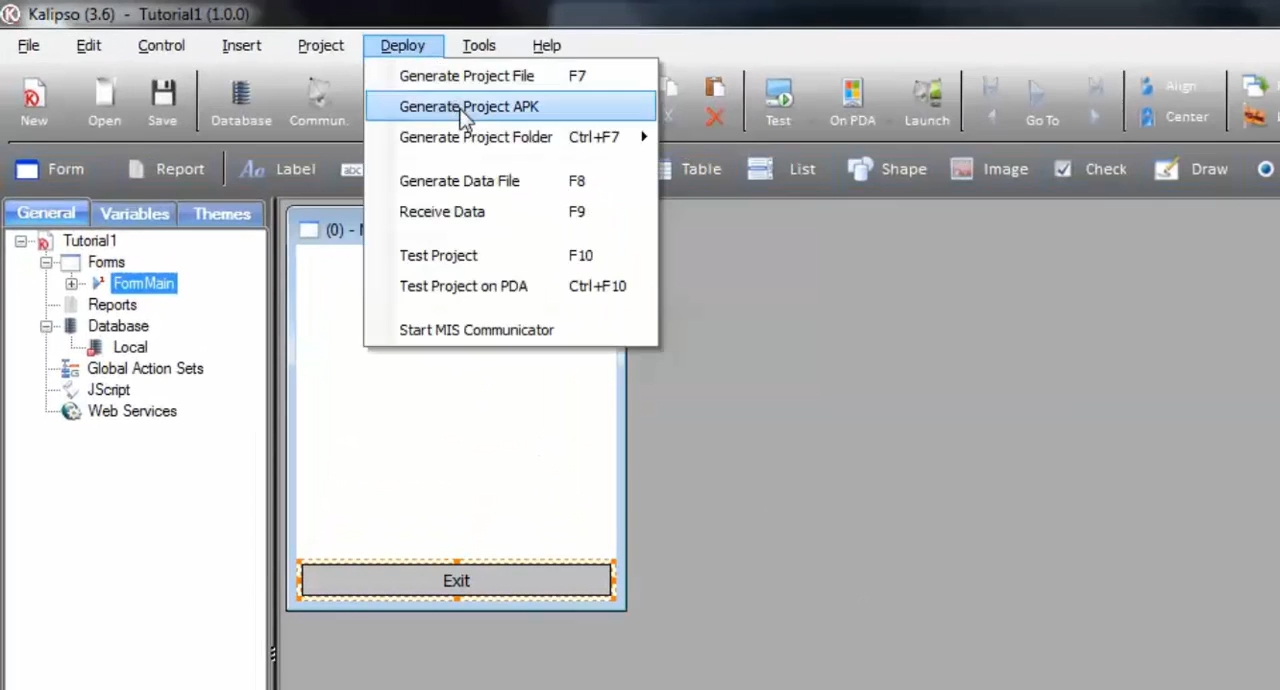 Kalipso (3.6) - Tutorial1 (1.0.0)
File Edit Control Insert Project Deploy Tools Help
Generate Project File F7
Generate Project APK
Generate Project Folder Ctrl+F7
Generate Data File F8
Receive Data F9
Test Project F10
Test Project on PDA Ctrl+F10
Start MIS Communicator
New Open Save Database Commun. Test On PDA Launch Go To Align Center
Form Report Aa Label abc Table List Shape Image Check Draw
General Variables Themes
Tutorial1
Forms
FormMain
Reports
Database
Local
Global Action Sets
JScript
Web Services
(0) -
Exit